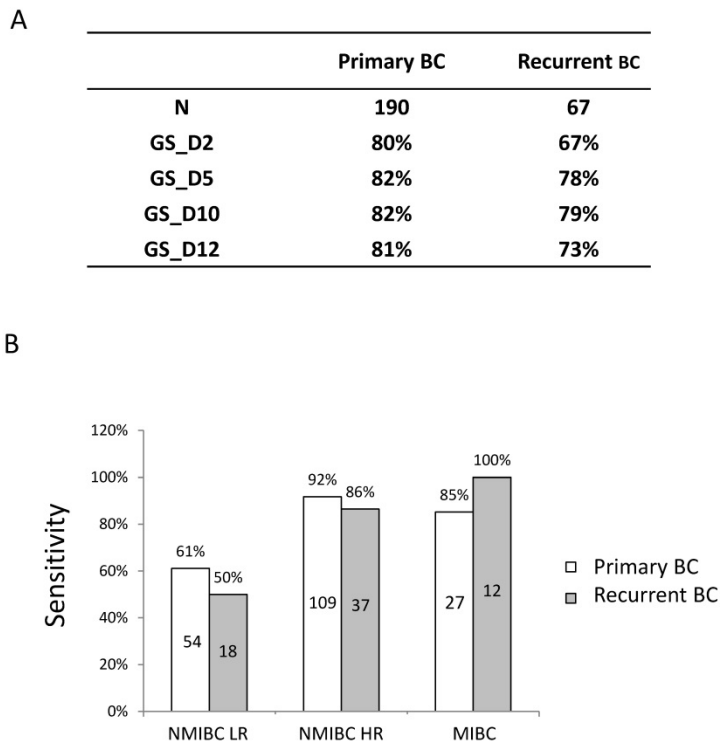 A
Primary BC Recurrent BC
N 190 67
GS_D2 80% 67%
GS_D5 82% 78%
GS_D10 82% 79%
GS_D12 81% 73%
B
120%
100%
80%
60%
40%
20%
0%
Sensitivity
61% 50% 92% 86% 85% 100%
54 18 109 37 27 12
NMIBC LR NMIBC HR MIBC
Primary BC
Recurrent BC